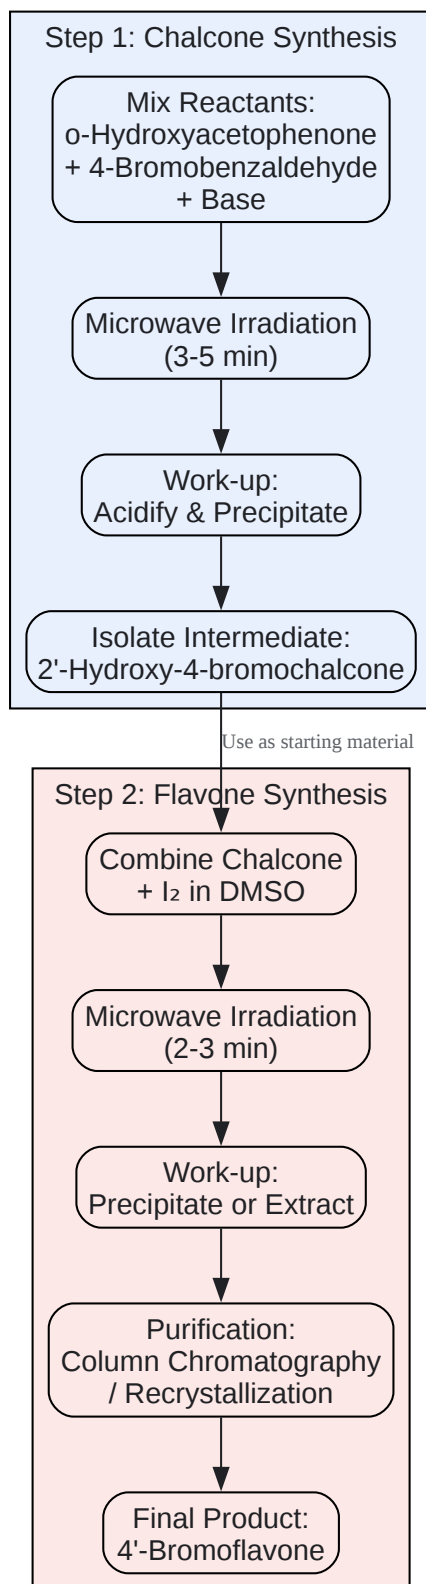 Step 1: Chalcone Synthesis
Mix Reactants:
o-Hydroxyacetophenone
+ 4-Bromobenzaldehyde
+ Base
Microwave Irradiation
(3-5 min)
Work-up:
Acidify & Precipitate
Isolate Intermediate:
2'-Hydroxy-4-bromochalcone
Use as starting material
Step 2: Flavone Synthesis
Combine Chalcone
+ I₂ in DMSO
Microwave Irradiation
(2-3 min)
Work-up:
Precipitate or Extract
Purification:
Column Chromatography
/ Recrystallization
Final Product:
4'-Bromoflavone